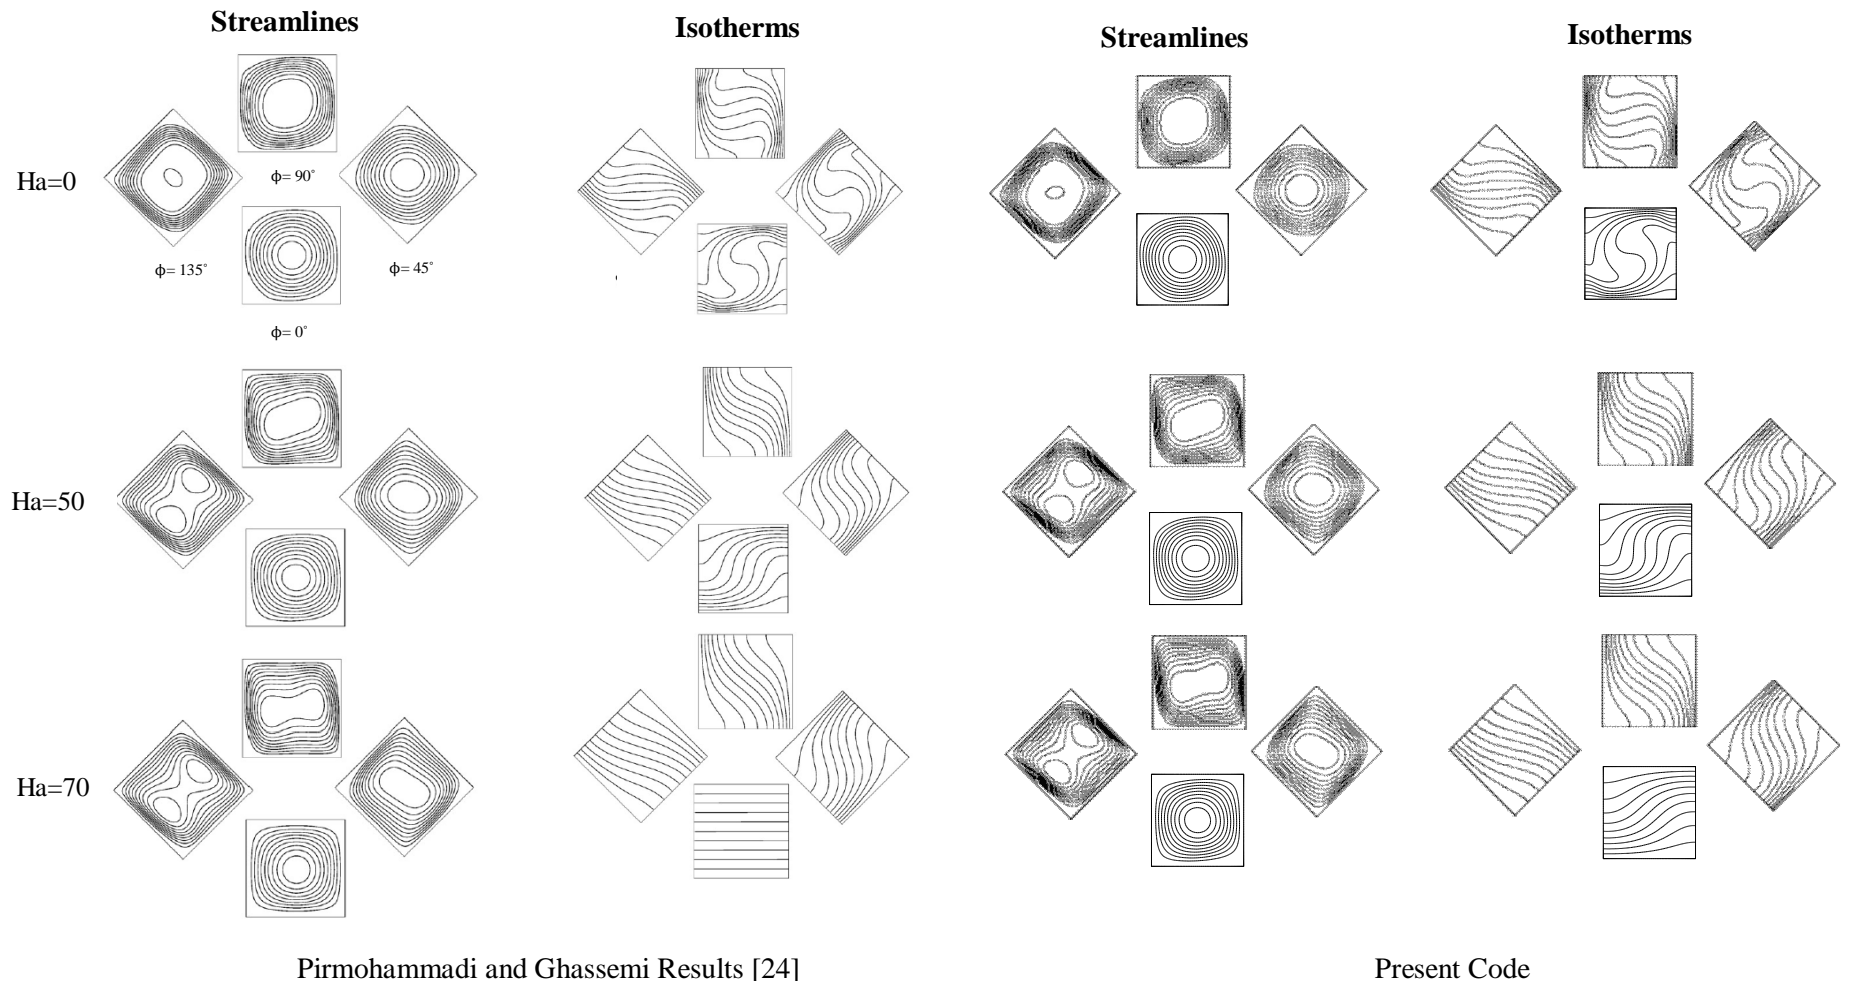 Streamlines
Isotherms
Streamlines
Isotherms
Ha=0
ϕ= 90˚
ϕ= 135˚
ϕ= 45˚
ϕ= 0˚
Ha=50
Ha=70
Pirmohammadi and Ghassemi Results [24]
Present Code